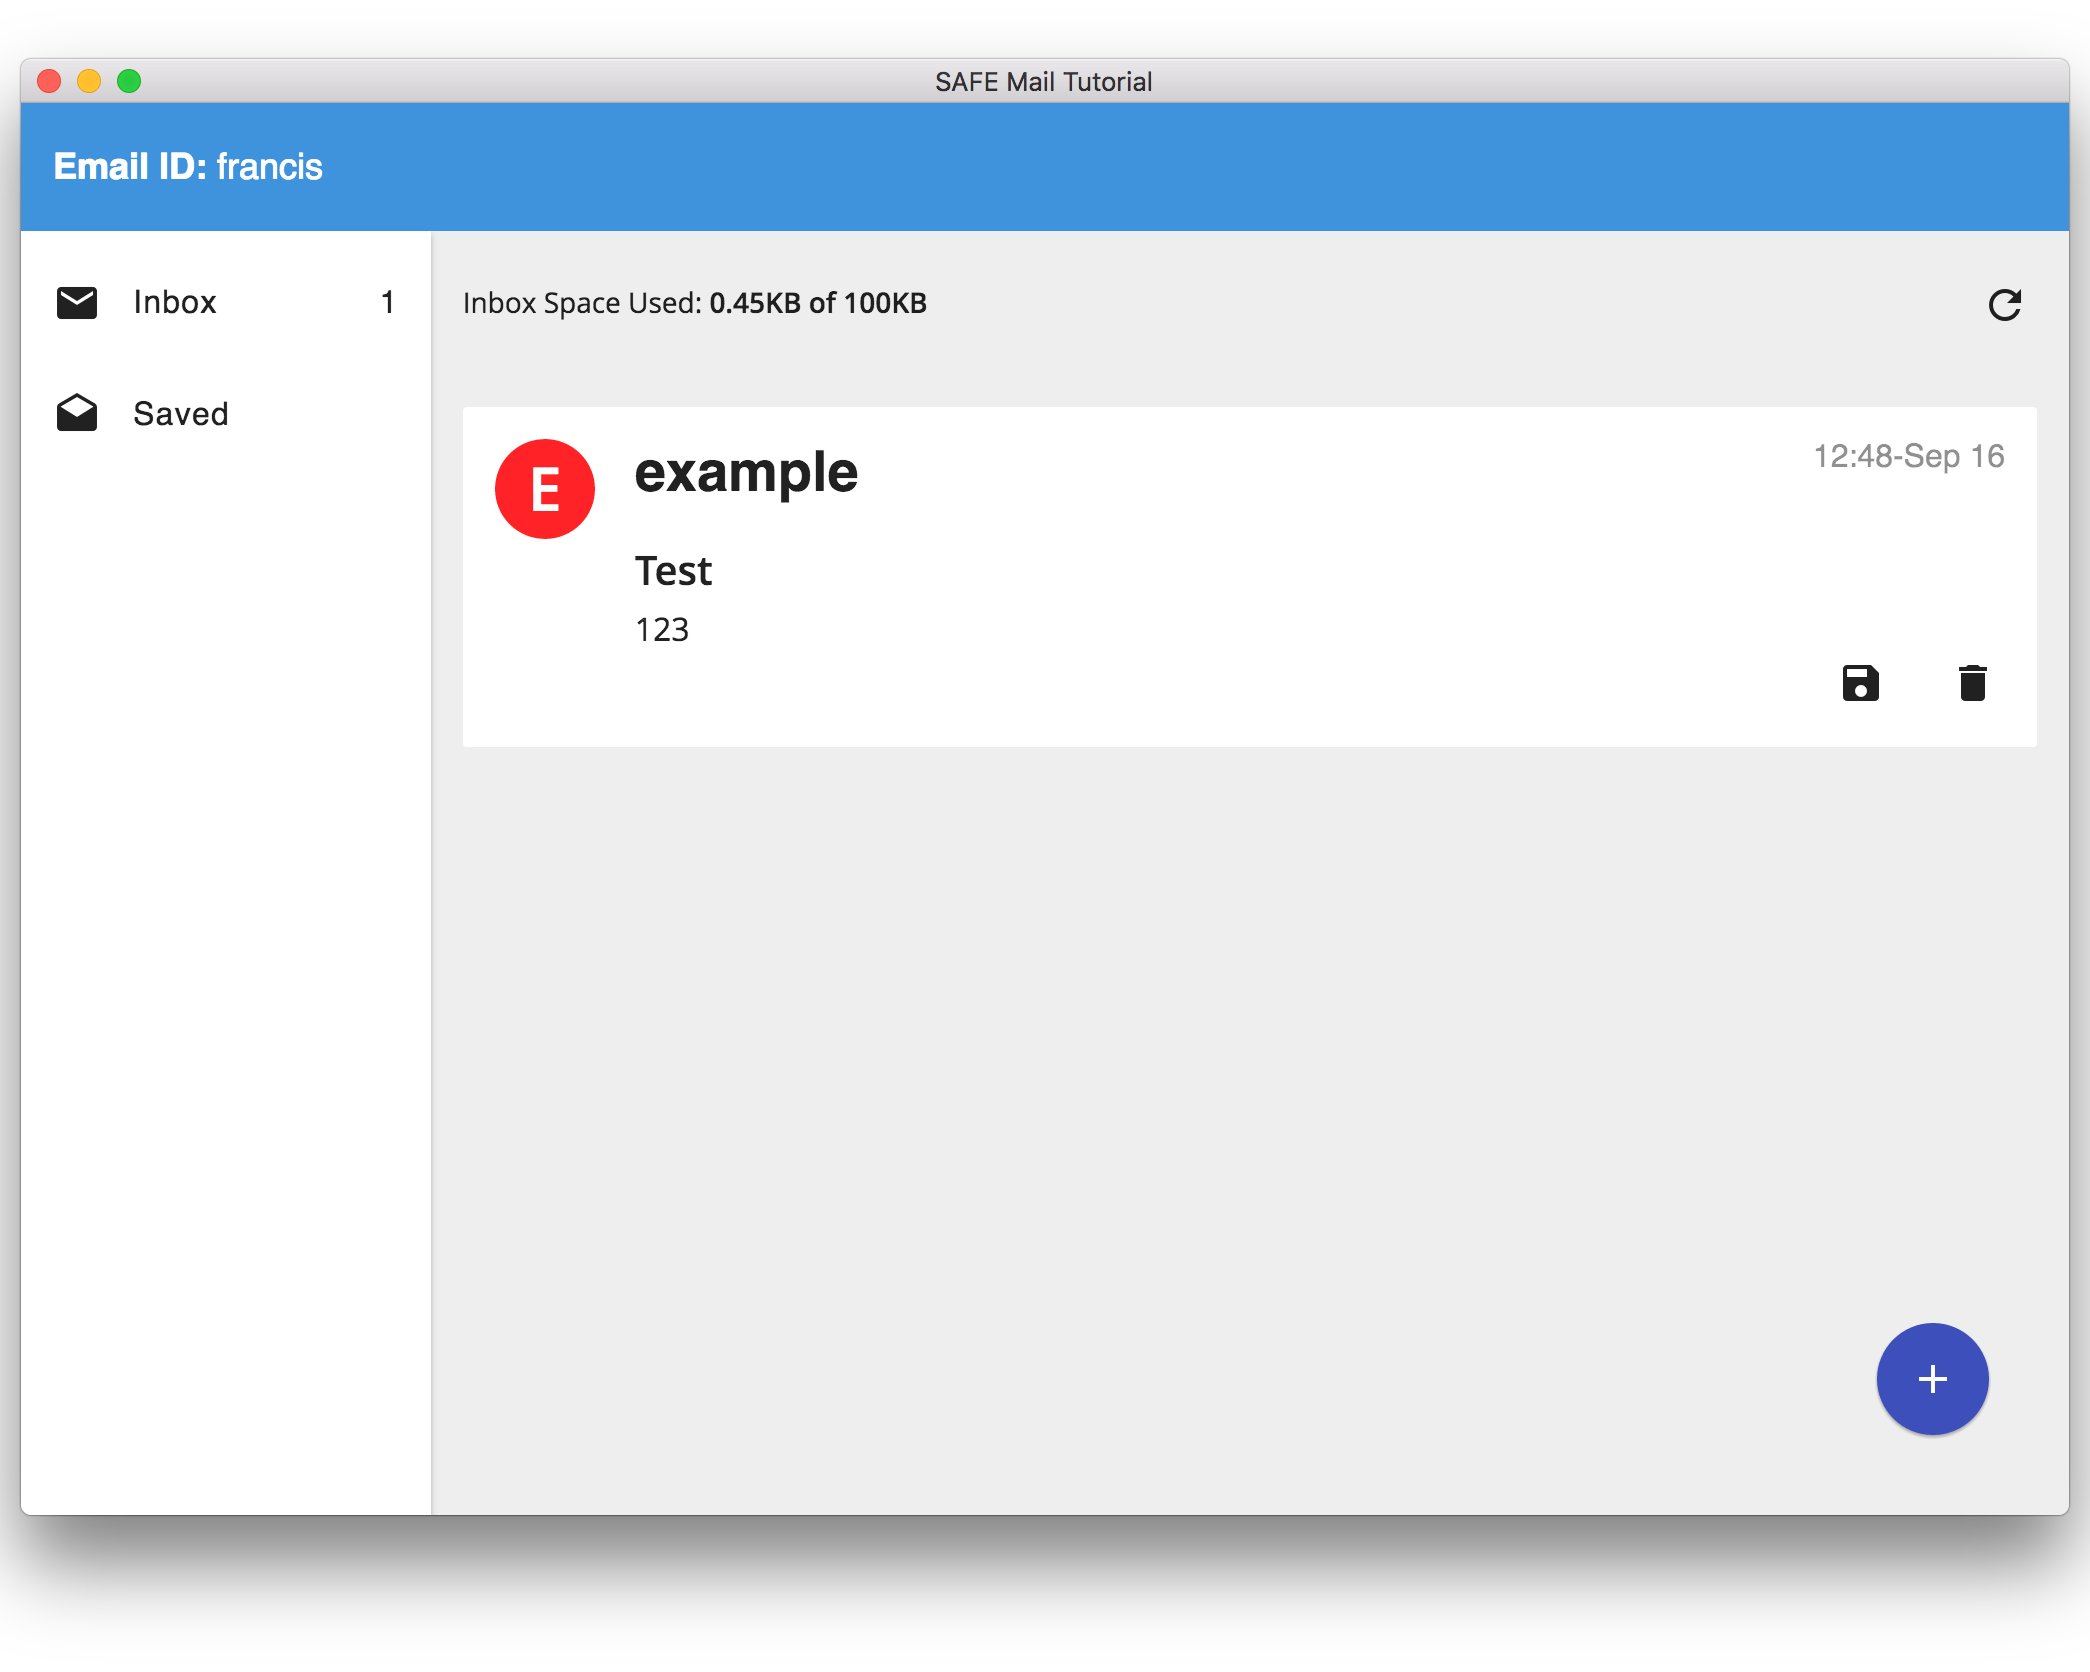 SAFE Mail Tutorial
Email ID: francis
Inbox 1
Saved
Inbox Space Used: 0.45KB of 100KB
E
example
12:48-Sep 16
Test
123